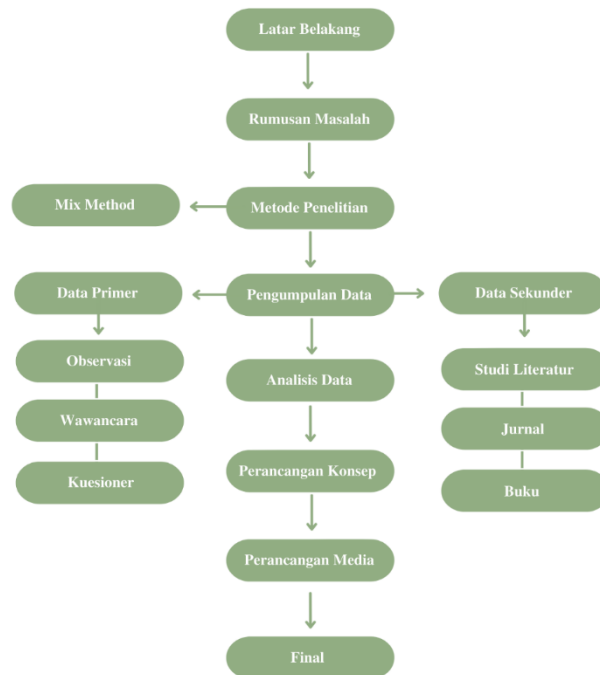 Latar Belakang
Rumusan Masalah
Mix Method
Metode Penelitian
Data Primer
Pengumpulan Data
Data Sekunder
Observasi
Studi Literatur
Analisis Data
Wawancara
Jurnal
Kuesioner
Perancangan Konsep
Buku
Perancangan Media
Final